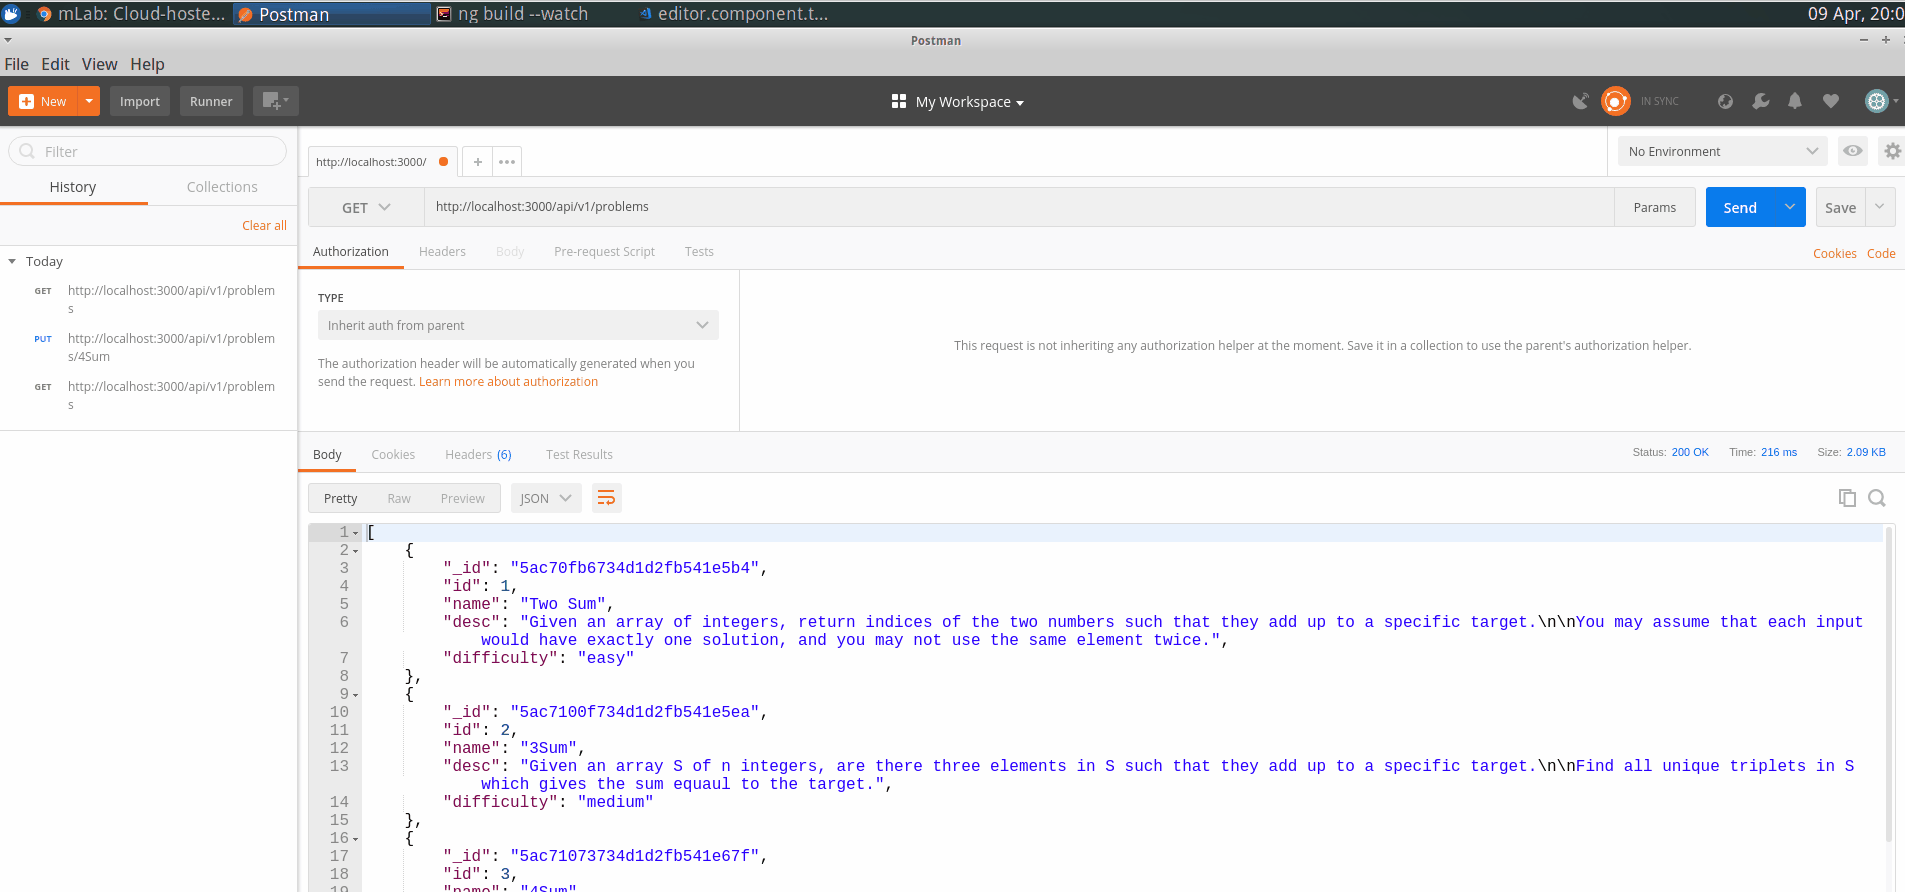 mLab: Cloud-hoste... Postman ng build --watch editor.component.t... 09 Apr, 20:0
Postman
File Edit View Help
New Import Runner My Workspace IN SYNC
Filter
History Collections
Clear all
Today
GET http://localhost:3000/api/v1/problem
s
PUT http://localhost:3000/api/v1/problem
s/4Sum
GET http://localhost:3000/api/v1/problem
s
http://localhost:3000/ + ••• No Environment
GET http://localhost:3000/api/v1/problems Params Send Save
Authorization Headers Body Pre-request Script Tests Cookies Code
TYPE
Inherit auth from parent
The authorization header will be automatically generated when you
send the request. Learn more about authorization
This request is not inheriting any authorization helper at the moment. Save it in a collection to use the parent's authorization helper.
Body Cookies Headers (6) Test Results Status: 200 OK Time: 216 ms Size: 2.09 KB
Pretty Raw Preview JSON
1 [
2 {
3 "_id": "5ac70fb6734d1d2fb541e5b4",
4 "id": 1,
5 "name": "Two Sum",
6 "desc": "Given an array of integers, return indices of the two numbers such that they add up to a specific target.\n\nYou may assume that each input
would have exactly one solution, and you may not use the same element twice.",
7 "difficulty": "easy"
8 },
9 {
10 "_id": "5ac7100f734d1d2fb541e5ea",
11 "id": 2,
12 "name": "3Sum",
13 "desc": "Given an array S of n integers, are there three elements in S such that they add up to a specific target.\n\nFind all unique triplets in S
which gives the sum equaul to the target.",
14 "difficulty": "medium"
15 },
16 {
17 "_id": "5ac71073734d1d2fb541e67f",
18 "id": 3,
19 "name": "4Sum"